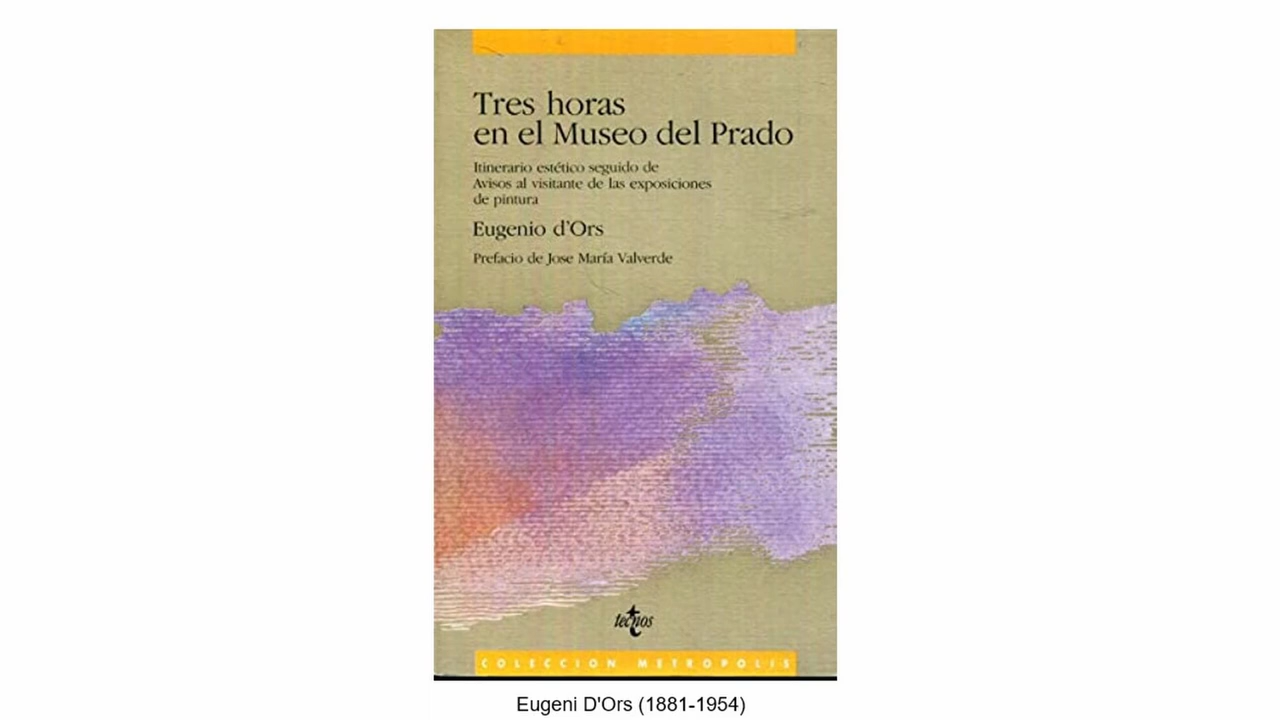 Tres horas
en el Museo del Prado
Itinerario estético seguido de
Avisos al visitante de las exposiciones
de pintura
Eugenio d'Ors
Prefacio de Jose María Valverde
tecnos
COLECCION METROPOLIS
Eugeni D'Ors (1881-1954)